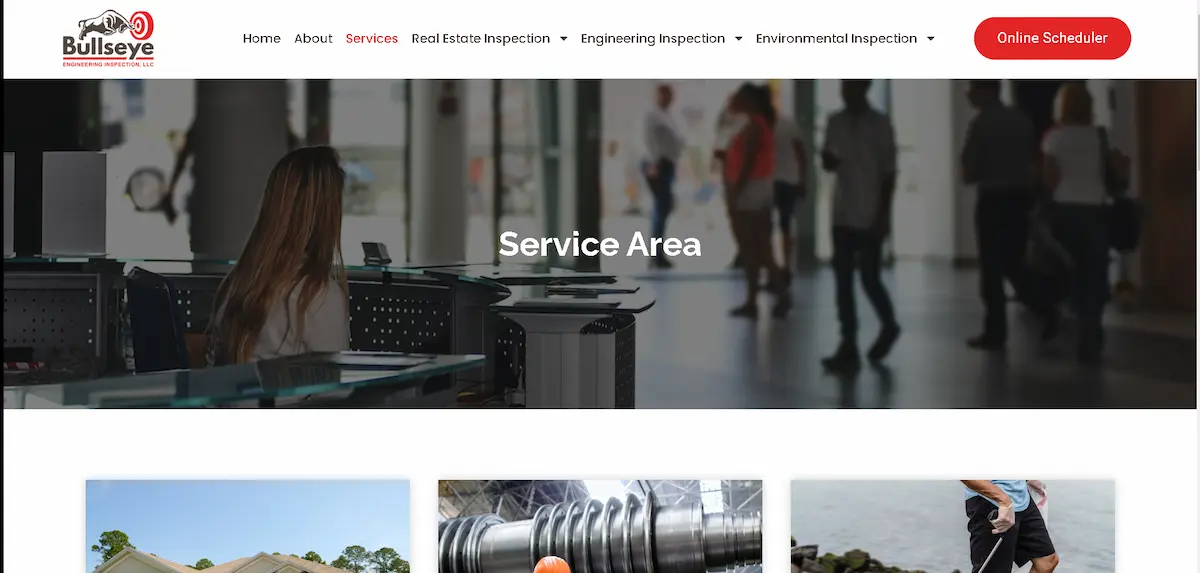 Bullseye
ENGINEERING INSPECTION, LLC
Home About Services Real Estate Inspection Engineering Inspection Environmental Inspection
Online Scheduler
Service Area